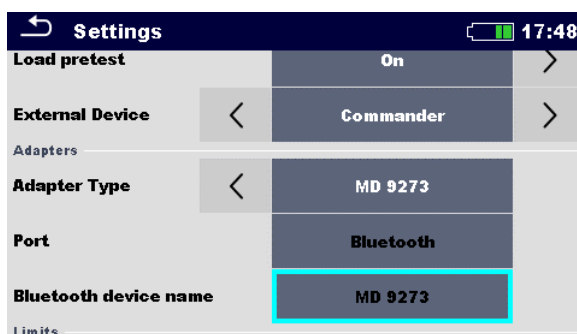 Settings 17:48
Load pretest On
External Device Commander
Adapters
Adapter Type MD 9273
Port Bluetooth
Bluetooth device name MD 9273
Limits